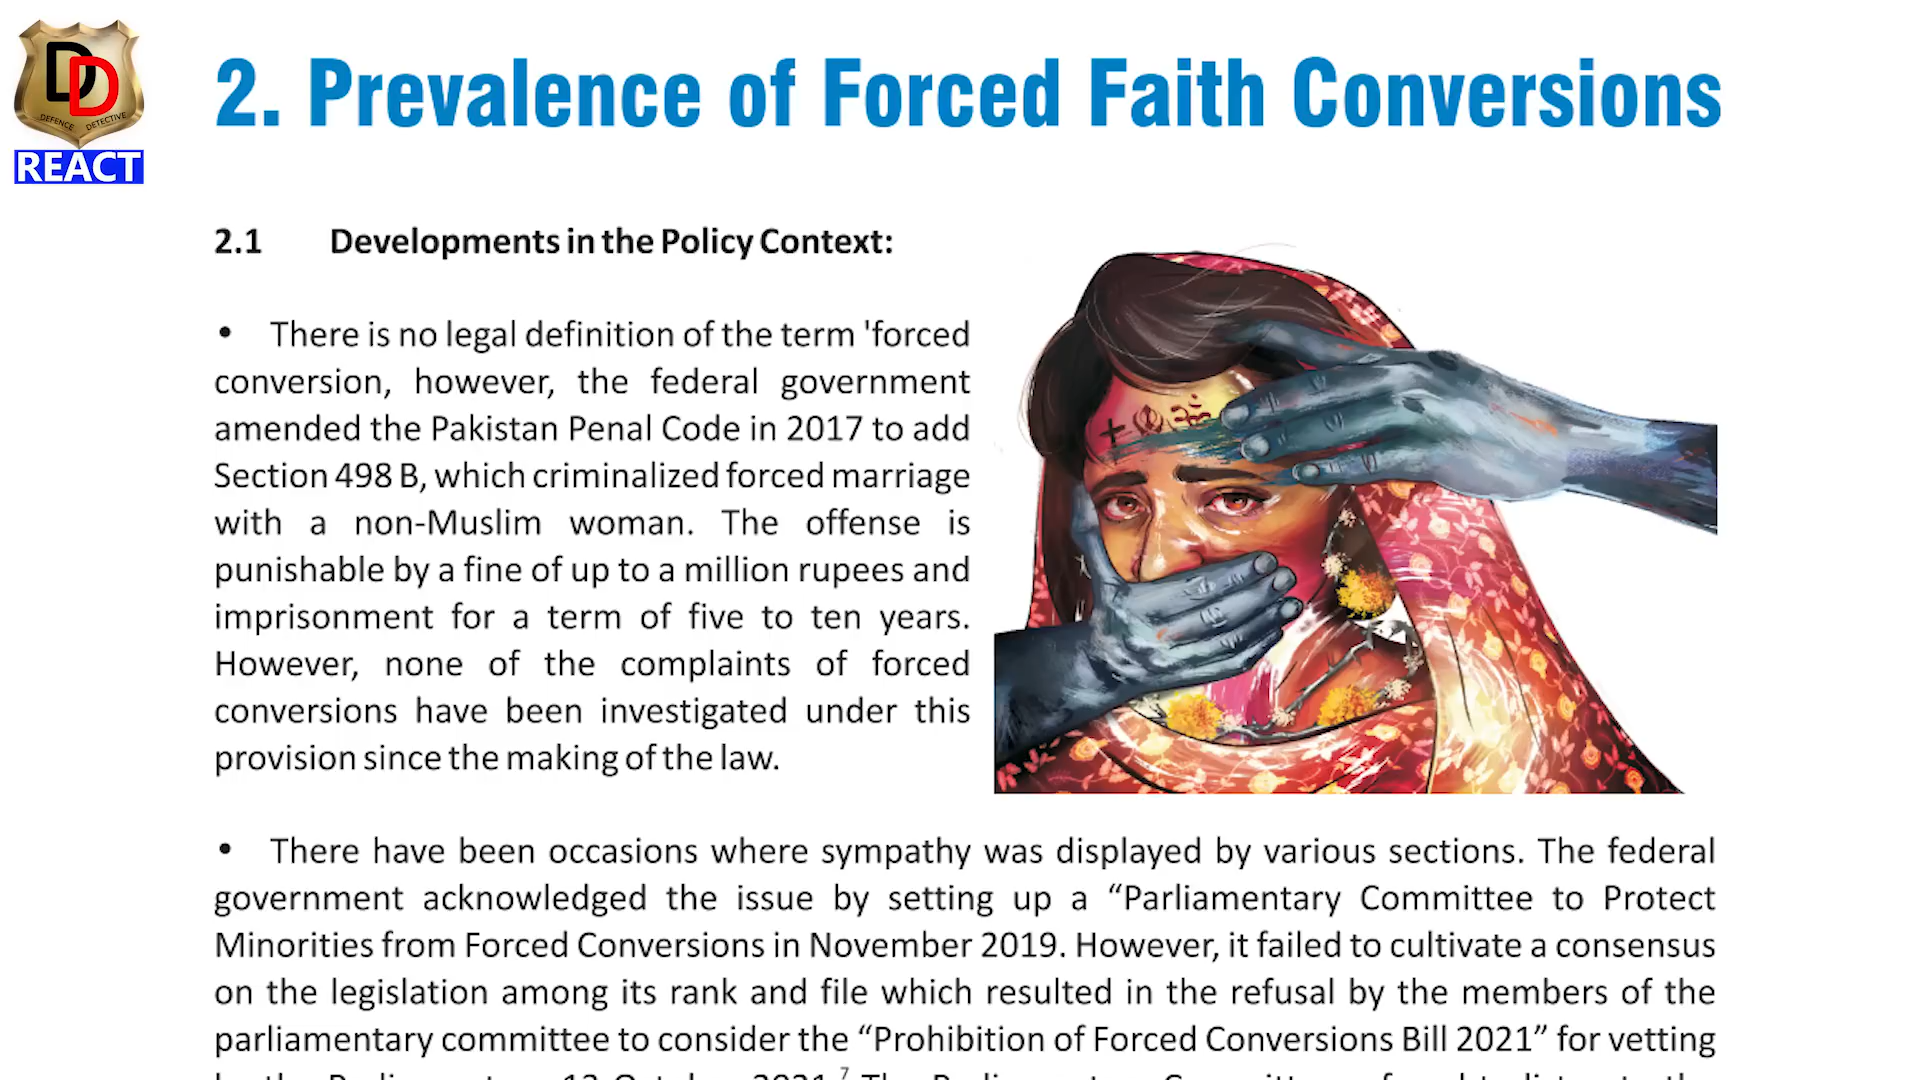 DD
DEFENCE DETECTIVE
REACT
2. Prevalence of Forced Faith Conversions
2.1 Developments in the Policy Context:
• There is no legal definition of the term 'forced
conversion, however, the federal government
amended the Pakistan Penal Code in 2017 to add
Section 498 B, which criminalized forced marriage
with a non-Muslim woman. The offense is
punishable by a fine of up to a million rupees and
imprisonment for a term of five to ten years.
However, none of the complaints of forced
conversions have been investigated under this
provision since the making of the law.
• There have been occasions where sympathy was displayed by various sections. The federal
government acknowledged the issue by setting up a “Parliamentary Committee to Protect
Minorities from Forced Conversions in November 2019. However, it failed to cultivate a consensus
on the legislation among its rank and file which resulted in the refusal by the members of the
parliamentary committee to consider the “Prohibition of Forced Conversions Bill 2021” for vetting